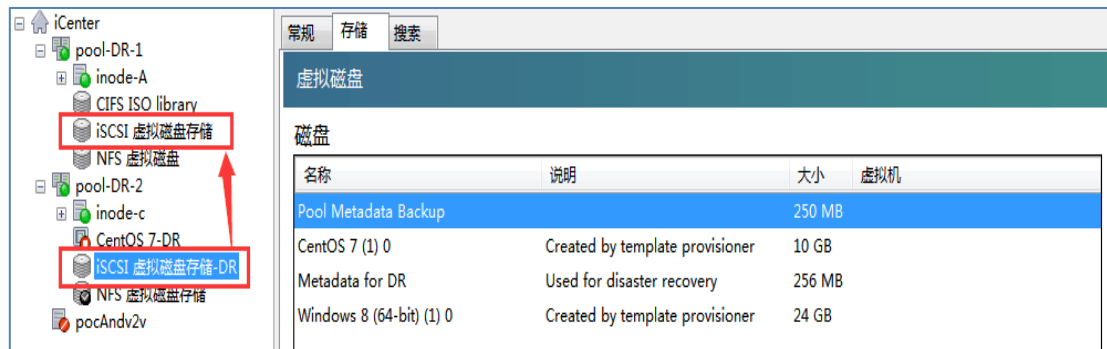 iCenter
pool-DR-1
inode-A
CIFS ISO library
iSCSI 虚拟磁盘存储
NFS 虚拟磁盘
pool-DR-2
inode-c
CentOS 7-DR
iSCSI 虚拟磁盘存储-DR
NFS 虚拟磁盘存储
pocAndv2v
常规 存储 搜索
虚拟磁盘
磁盘
名称 说明 大小 虚拟机
Pool Metadata Backup 250 MB
CentOS 7 (1) 0 Created by template provisioner 10 GB
Metadata for DR Used for disaster recovery 256 MB
Windows 8 (64-bit) (1) 0 Created by template provisioner 24 GB